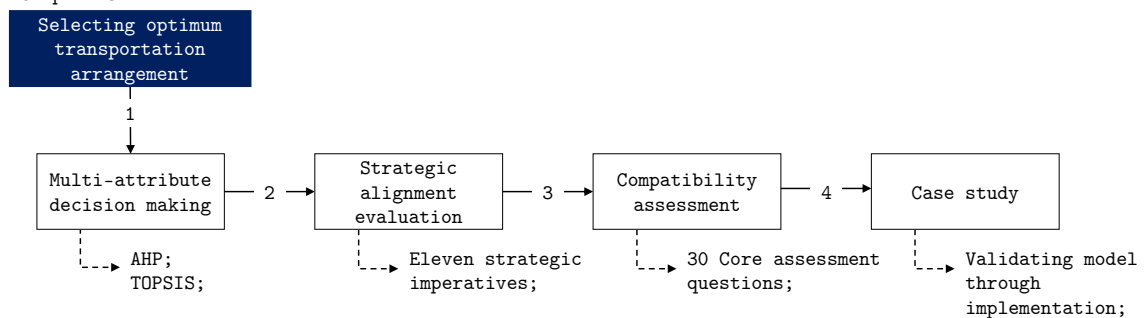 Selecting optimum
transportation
arrangement
1
Multi-attribute
decision making
2
Strategic
alignment
evaluation
3
Compatibility
assessment
4
Case study
AHP;
TOPSIS;
Eleven strategic
imperatives;
30 Core assessment
questions;
Validating model
through
implementation;